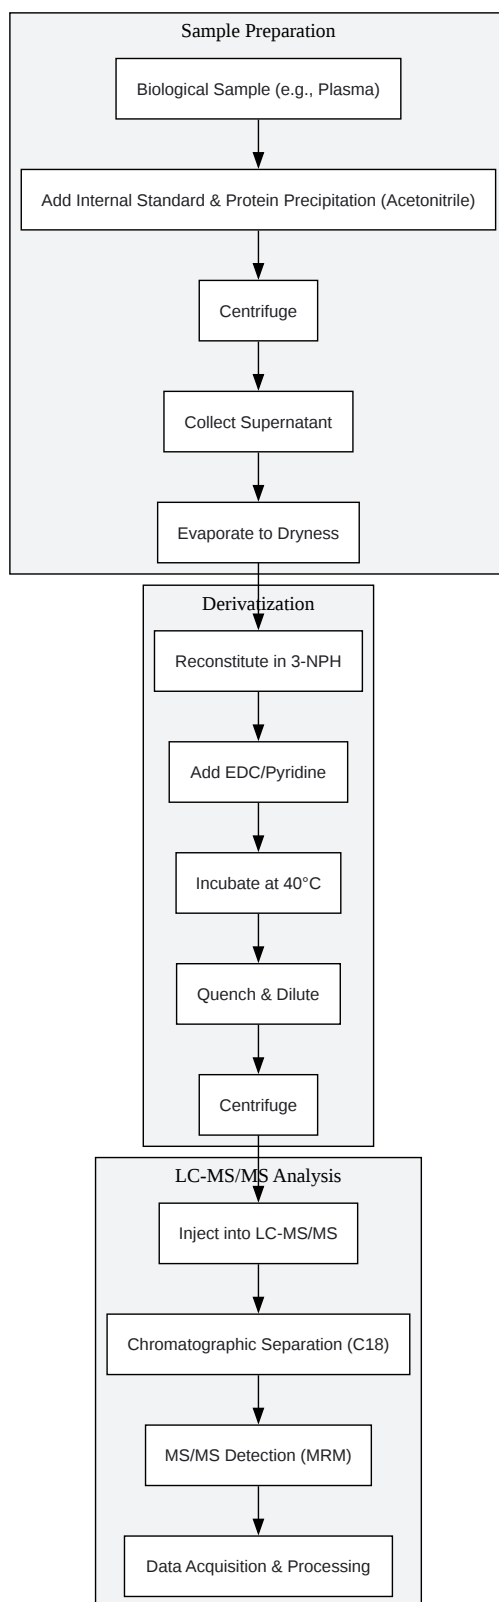 Sample Preparation
Biological Sample (e.g., Plasma)
Add Internal Standard & Protein Precipitation (Acetonitrile)
Centrifuge
Collect Supernatant
Evaporate to Dryness
Derivatization
Reconstitute in 3-NPH
Add EDC/Pyridine
Incubate at 40°C
Quench & Dilute
Centrifuge
LC-MS/MS Analysis
Inject into LC-MS/MS
Chromatographic Separation (C18)
MS/MS Detection (MRM)
Data Acquisition & Processing